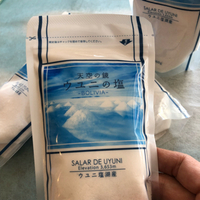 天空の鏡
ウユニの塩
-BOLIVIA-
SALAR DE UYUNI
Elevation 3,653m
ウユニ塩湖産